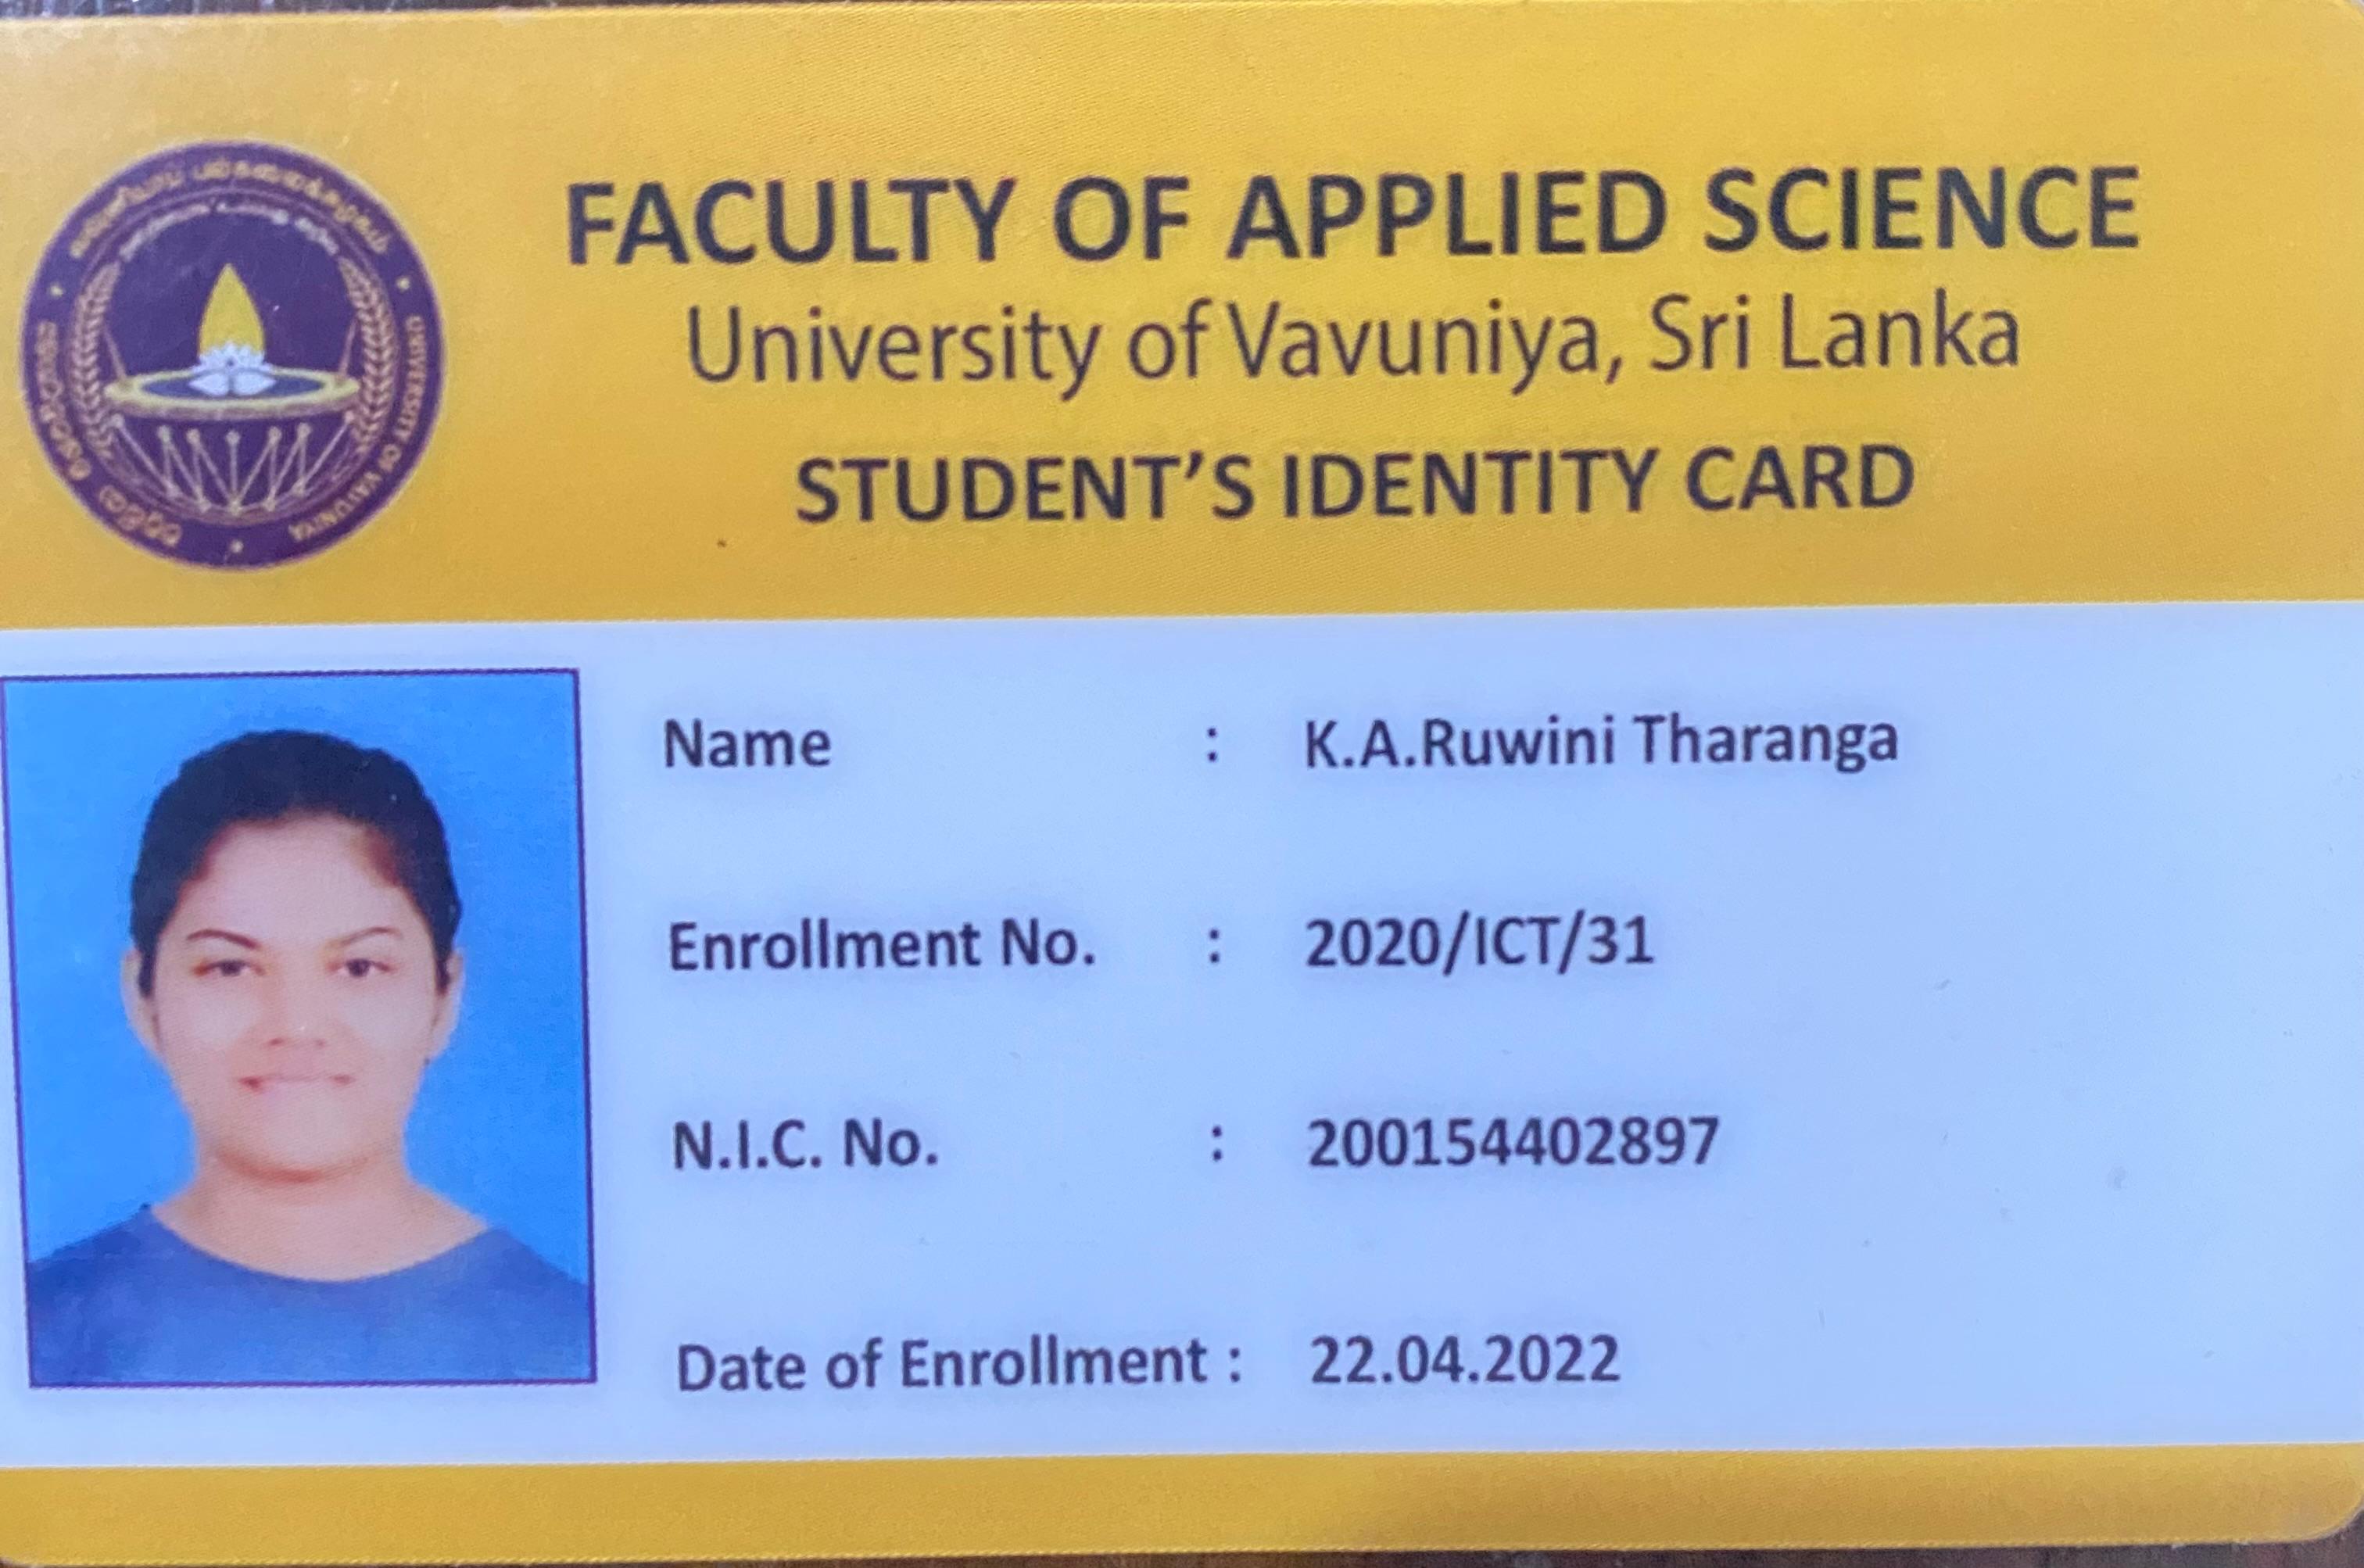 FACULTY OF APPLIED SCIENCE
University of Vavuniya, Sri Lanka
STUDENT'S IDENTITY CARD
UNIVERSITY OF VAVUNIYA
Name : K.A.Ruwini Tharanga
Enrollment No. : 2020/ICT/31
N.I.C. No. : 200154402897
Date of Enrollment : 22.04.2022